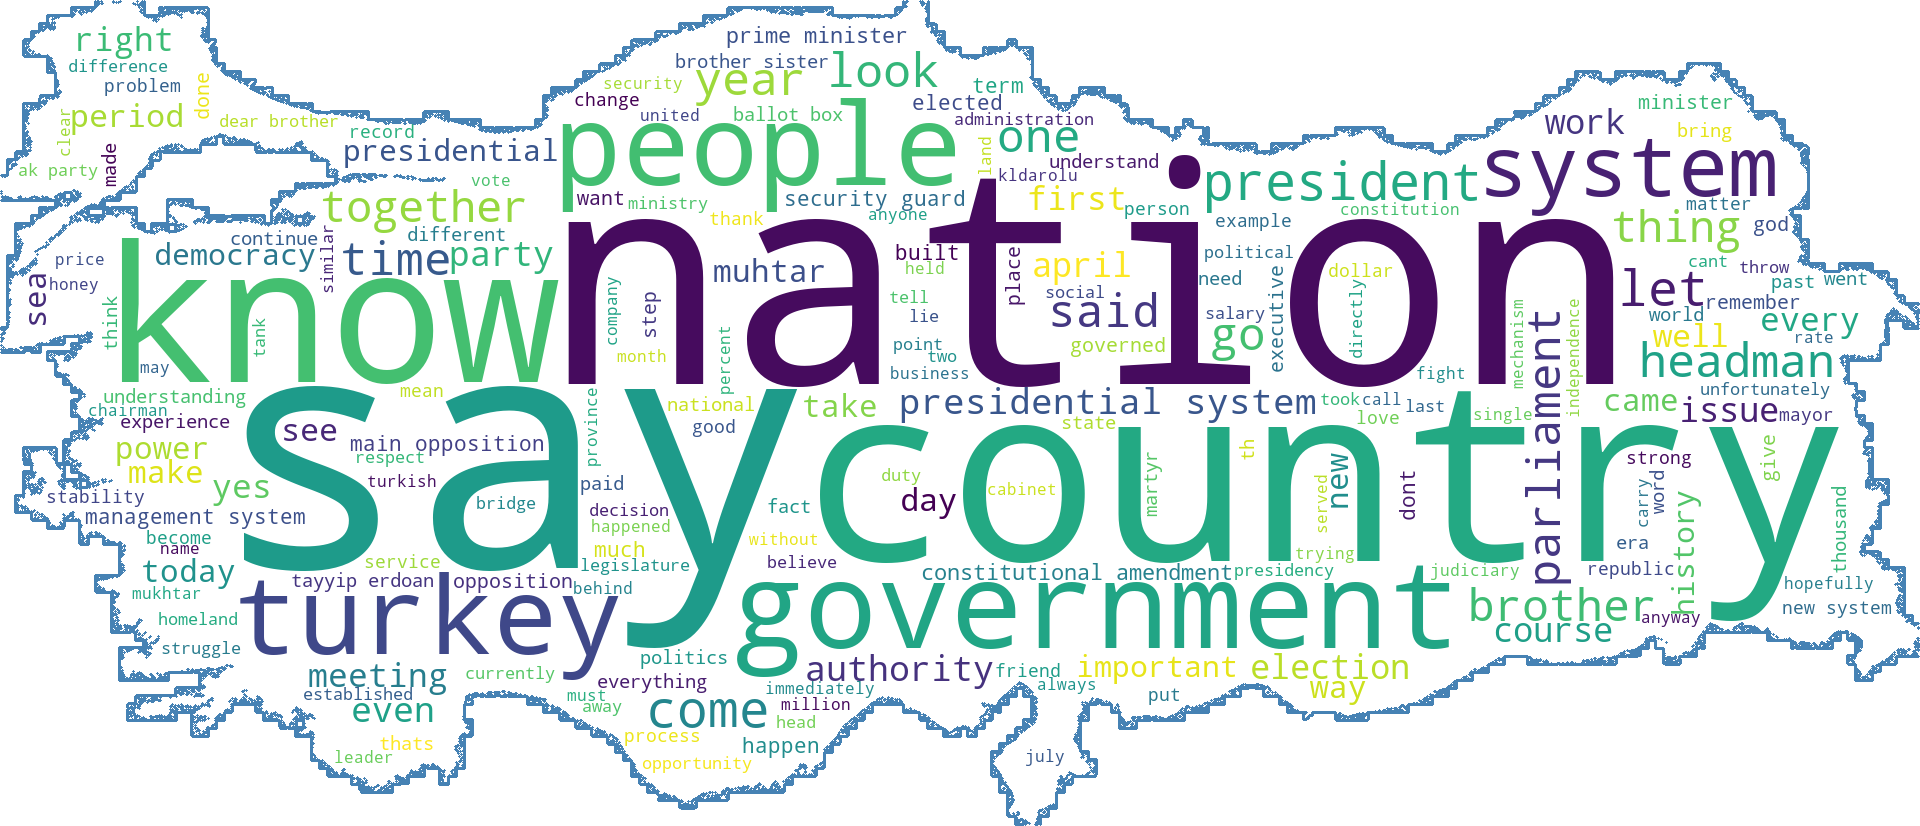 right
difference
problem
done
period
clear
dear brother
made
ak party
prime minister
brother sister
look
year
security
change
term
united
ballot box
elected
administration
record
presidential
people
one
land
understand
kldarolu
work
minister
bring
system
vote
want
ministry
security guard
anyone
thank
first
person
president
constitution
example
matter
god
thing
together
different
continue
similar
democracy
time
party
muhtar
built
held
place
april
need
political
dollar
executive
directly
cant
throw
past
went
price
honey
sea
think
tank
know
nation
company
step
month
percent
tell
lie
point
two
business
social
said
governed
salary
go
let
remember
world
well
every
rate
mechanism
independence
headman
fight
may
understanding
chairman
experience
mean
province
national
good
take
presidential system
state
took
call
last
love
single
came
unfortunately
issue
mayor
see
main opposition
respect
turkish
power
make
yes
stability
management system
say
country
bridge
paid
decision
happened
much
legislature
fact
without
believe
duty
day
cabinet
th
martyr
new
served
dont
trying
parliament
strong
carry
word
give
era
history
thousand
become
name
today
mukhtar
homeland
struggle
service
tayyip erdoan
opposition
behind
constitutional amendment
presidency
judiciary
republic
hopefully
new system
turkey
government
brother
anyway
course
meeting
established
even
currently
politics
everything
must
away
authority
immediately
million
head
friend
always
important
election
way
put
come
process
happen
opportunity
thats
leader
july